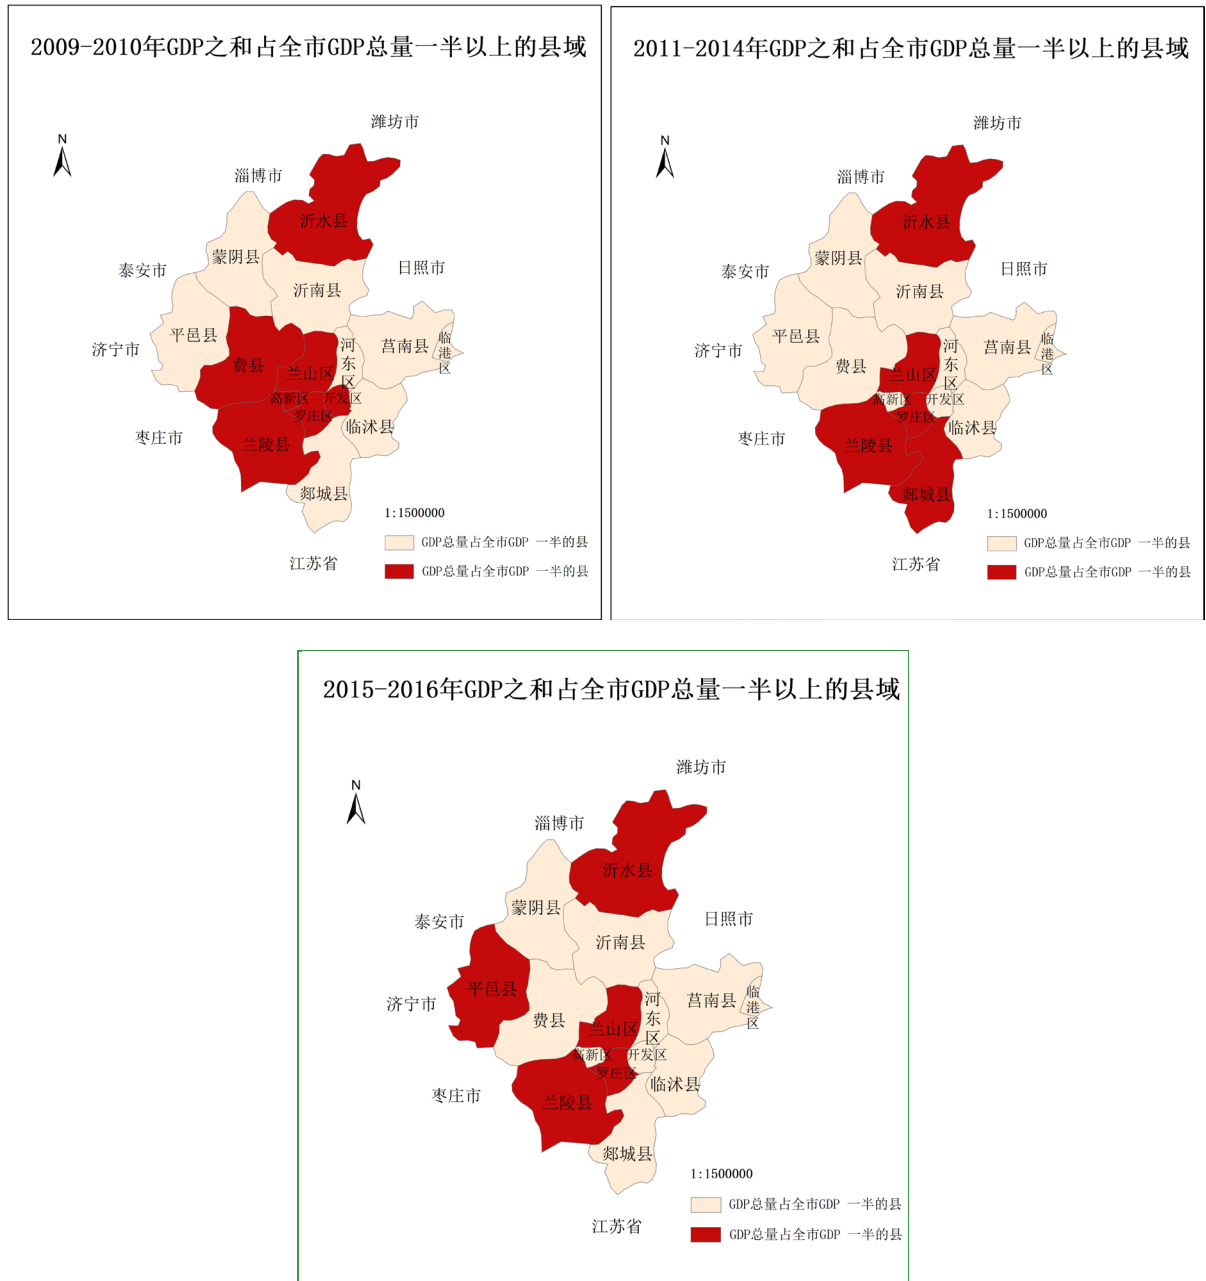 2009-2010年GDP之和占全市GDP总量一半以上的县域
潍坊市
N
淄博市
沂水县
蒙阴县
泰安市
日照市
沂南县
平邑县
河东区
莒南县
临港区
济宁市
费县
兰山区
高新区
开发区
罗庄区
临沭县
枣庄市
兰陵县
郯城县
1:1500000
GDP总量占全市GDP 一半的县
江苏省
GDP总量占全市GDP 一半的县
2011-2014年GDP之和占全市GDP总量一半以上的县域
潍坊市
N
淄博市
沂水县
蒙阴县
泰安市
日照市
沂南县
平邑县
河东区
莒南县
临港区
济宁市
费县
兰山区
高新区
开发区
罗庄区
临沭县
枣庄市
兰陵县
郯城县
1:1500000
GDP总量占全市GDP 一半的县
江苏省
GDP总量占全市GDP 一半的县
2015-2016年GDP之和占全市GDP总量一半以上的县域
潍坊市
N
淄博市
沂水县
蒙阴县
泰安市
日照市
沂南县
平邑县
河东区
莒南县
临港区
济宁市
费县
兰山区
高新区
开发区
罗庄区
临沭县
枣庄市
兰陵县
郯城县
1:1500000
GDP总量占全市GDP 一半的县
江苏省
GDP总量占全市GDP 一半的县